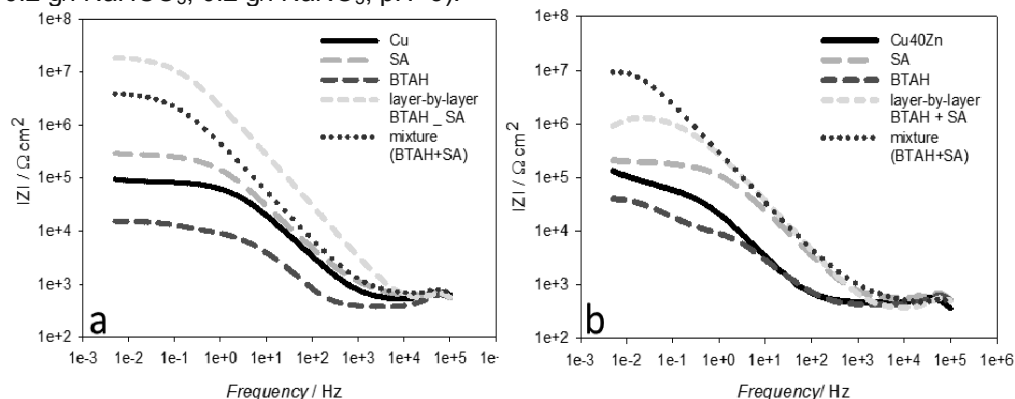 0.2 g/l NaHCO₃, 0.2 g/l NaNO₃, pH=5).
1e+8
1e+7
1e+6
1e+5
1e+4
1e+3
1e+2
|Z| / Ω cm²
Cu
SA
BTAH
layer-by-layer
BTAH _ SA
mixture
(BTAH+SA)
a
1e-3 1e-2 1e-1 1e+0 1e+1 1e+2 1e+3 1e+4 1e+5 1e-
Frequency / Hz
1e+8
1e+7
1e+6
1e+5
1e+4
1e+3
1e+2
|Z| / Ω cm²
Cu40Zn
SA
BTAH
layer-by-layer
BTAH + SA
mixture
(BTAH+SA)
b
1e-3 1e-2 1e-1 1e+0 1e+1 1e+2 1e+3 1e+4 1e+5 1e+6
Frequency/ Hz